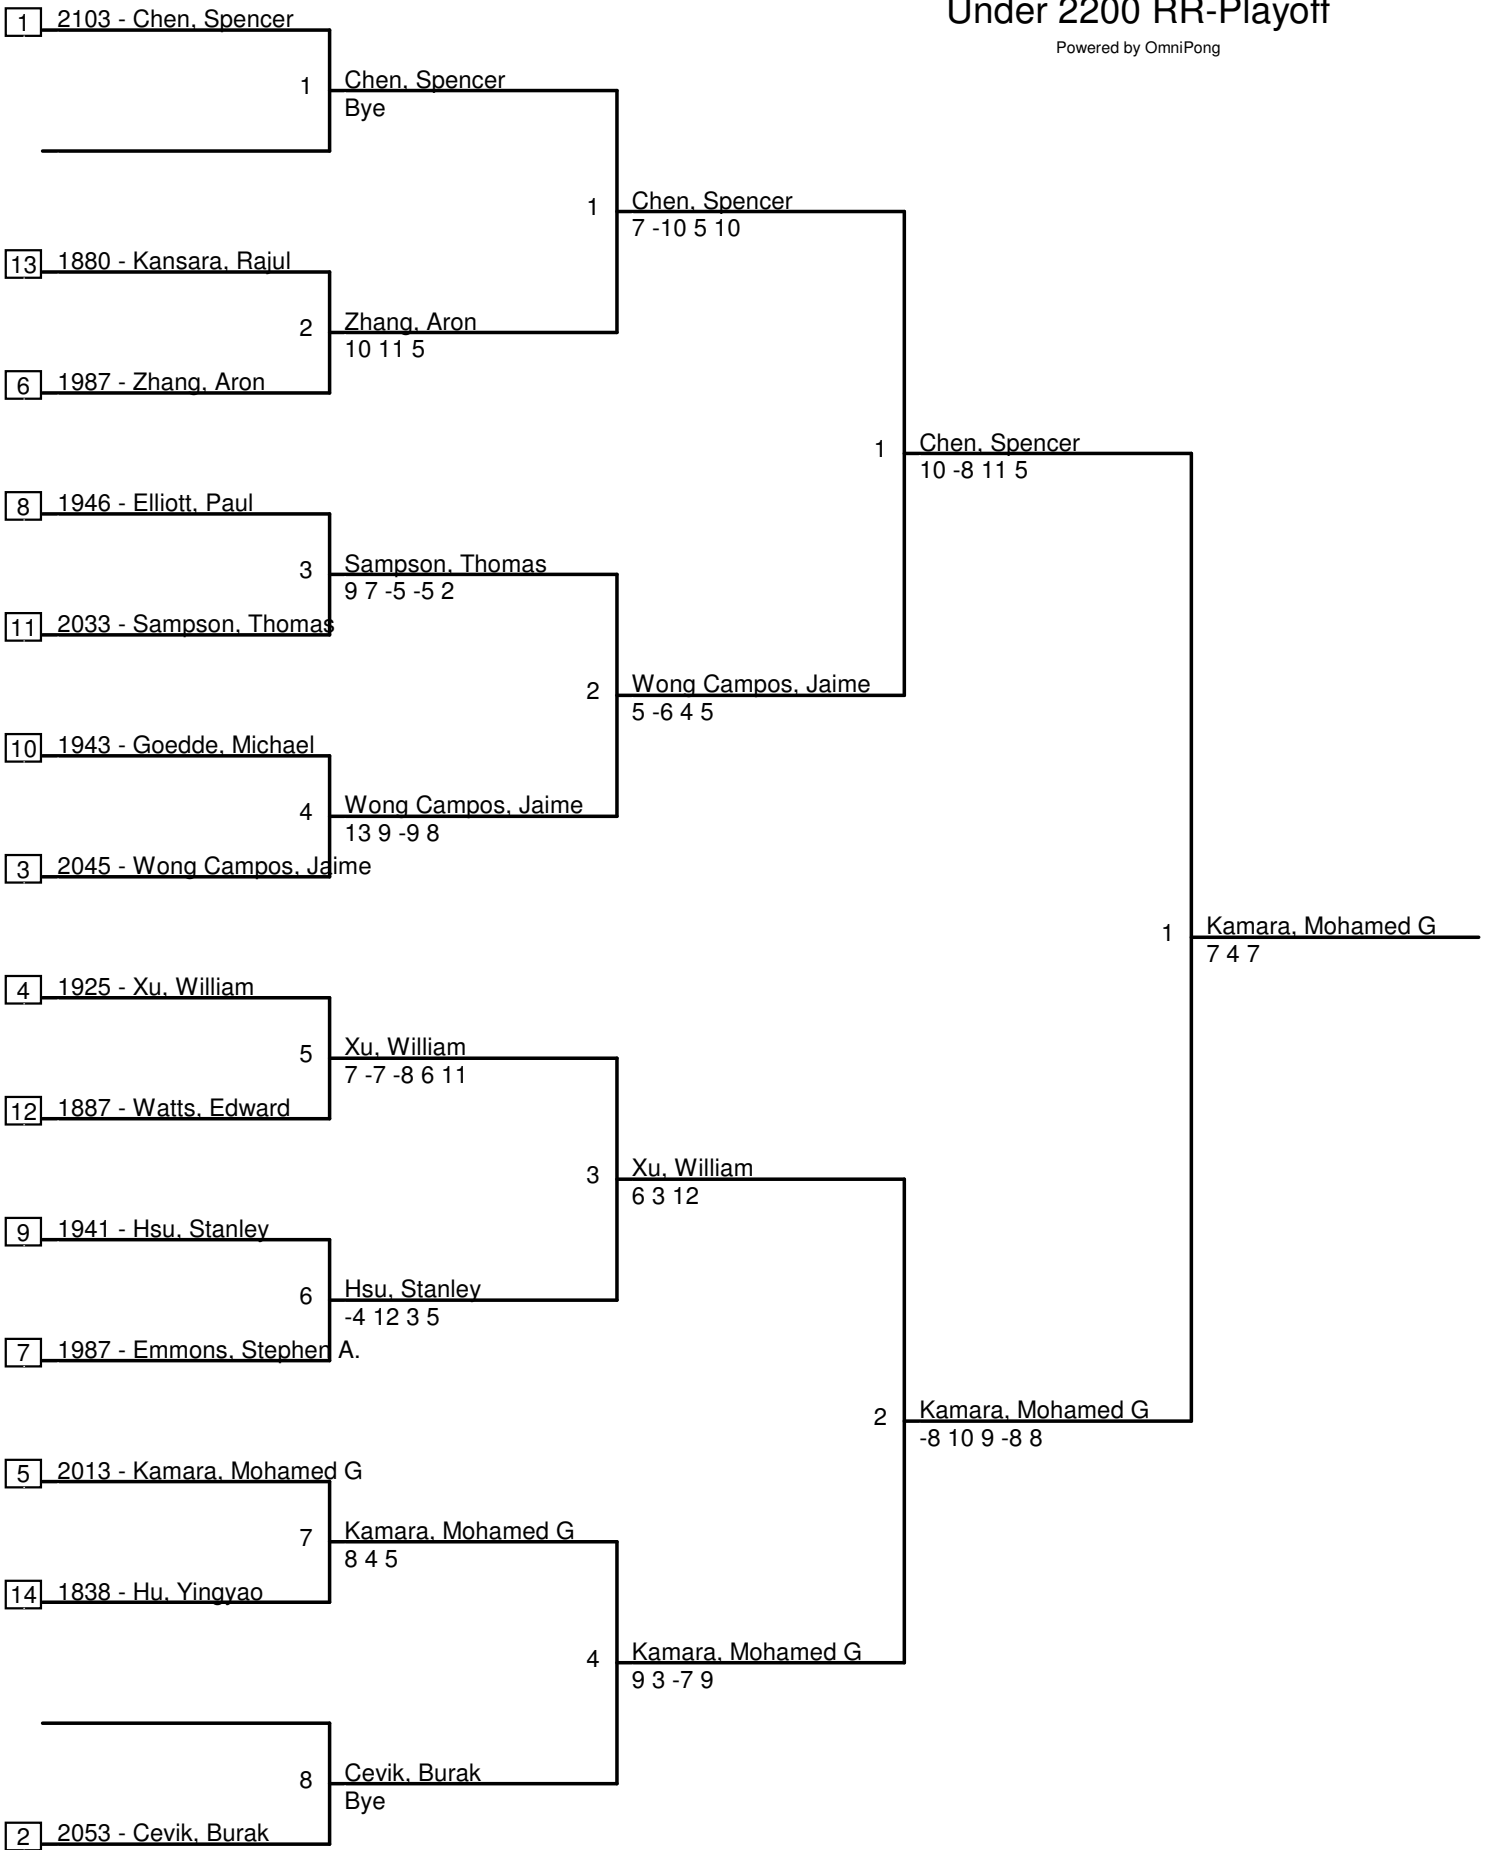 Under 2200 RR-Playoff
Powered by OmniPong
1 2103 - Chen, Spencer
1 Chen, Spencer
Bye
1 Chen, Spencer
7 -10 5 10
13 1880 - Kansara, Rajul
2 Zhang, Aron
10 11 5
6 1987 - Zhang, Aron
1 Chen, Spencer
10 -8 11 5
8 1946 - Elliott, Paul
3 Sampson, Thomas
9 7 -5 -5 2
11 2033 - Sampson, Thomas
2 Wong Campos, Jaime
5 -6 4 5
10 1943 - Goedde, Michael
4 Wong Campos, Jaime
13 9 -9 8
3 2045 - Wong Campos, Jaime
1 Kamara, Mohamed G
7 4 7
4 1925 - Xu, William
5 Xu, William
7 -7 -8 6 11
12 1887 - Watts, Edward
3 Xu, William
6 3 12
9 1941 - Hsu, Stanley
6 Hsu, Stanley
-4 12 3 5
7 1987 - Emmons, Stephen A.
2 Kamara, Mohamed G
-8 10 9 -8 8
5 2013 - Kamara, Mohamed G
7 Kamara, Mohamed G
8 4 5
14 1838 - Hu, Yingyao
4 Kamara, Mohamed G
9 3 -7 9
8 Cevik, Burak
Bye
2 2053 - Cevik, Burak